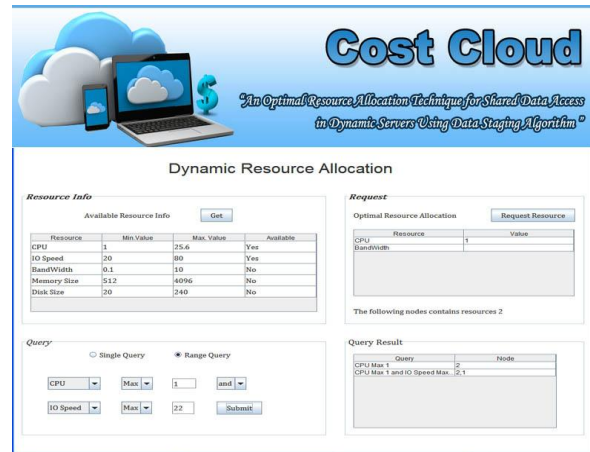 Cost Cloud
"An Optimal Resource Allocation Technique for Shared Data Access
in Dynamic Servers Using Data Staging Algorithm"
$
Dynamic Resource Allocation
Resource Info
Available Resource Info Get
Resource Min.Value Max. Value Available
CPU 1 25.6 Yes
IO Speed 20 80 Yes
BandWidth 0.1 10 No
Memory Size 512 4096 No
Disk Size 20 240 No
Request
Optimal Resource Allocation Request Resource
Resource Value
CPU 1
BandWidth
The following nodes contains resources 2
Query
Single Query Range Query
CPU Max 1 and
IO Speed Max 22 Submit
Query Result
Query Node
CPU Max 1 2
CPU Max 1 and IO Speed Max... 2,1